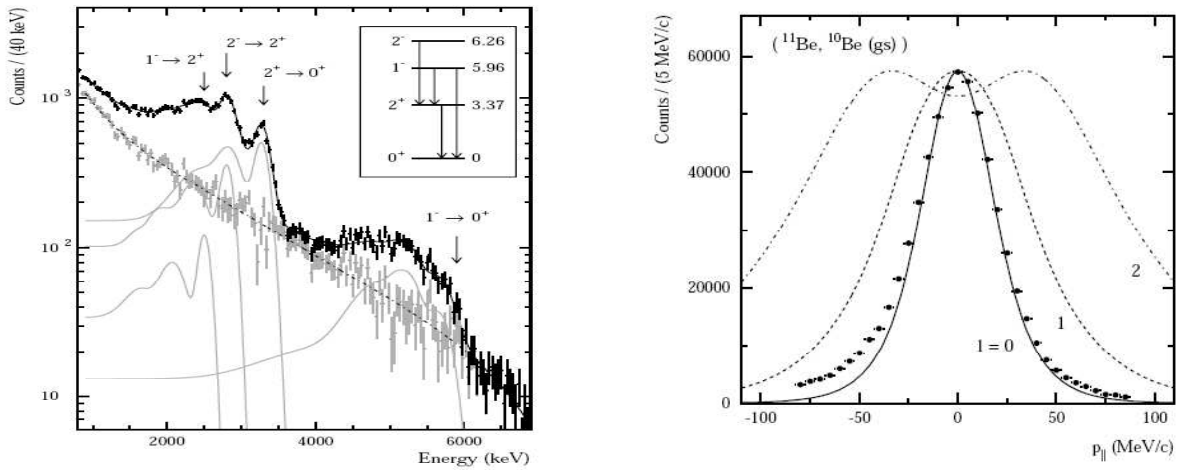 Counts / (40 keV)
10³
10²
10
2000
4000
6000
Energy (keV)
1⁻ → 2⁺
2⁻ → 2⁺
2⁺ → 0⁺
1⁻ → 0⁺
2⁻ 6.26
1⁻ 5.96
2⁺ 3.37
0⁺ 0
Counts / (5 MeV/c)
60000
40000
20000
0
-100
-50
0
50
100
p∥ (MeV/c)
( ¹¹Be, ¹⁰Be (gs) )
2
1
l = 0